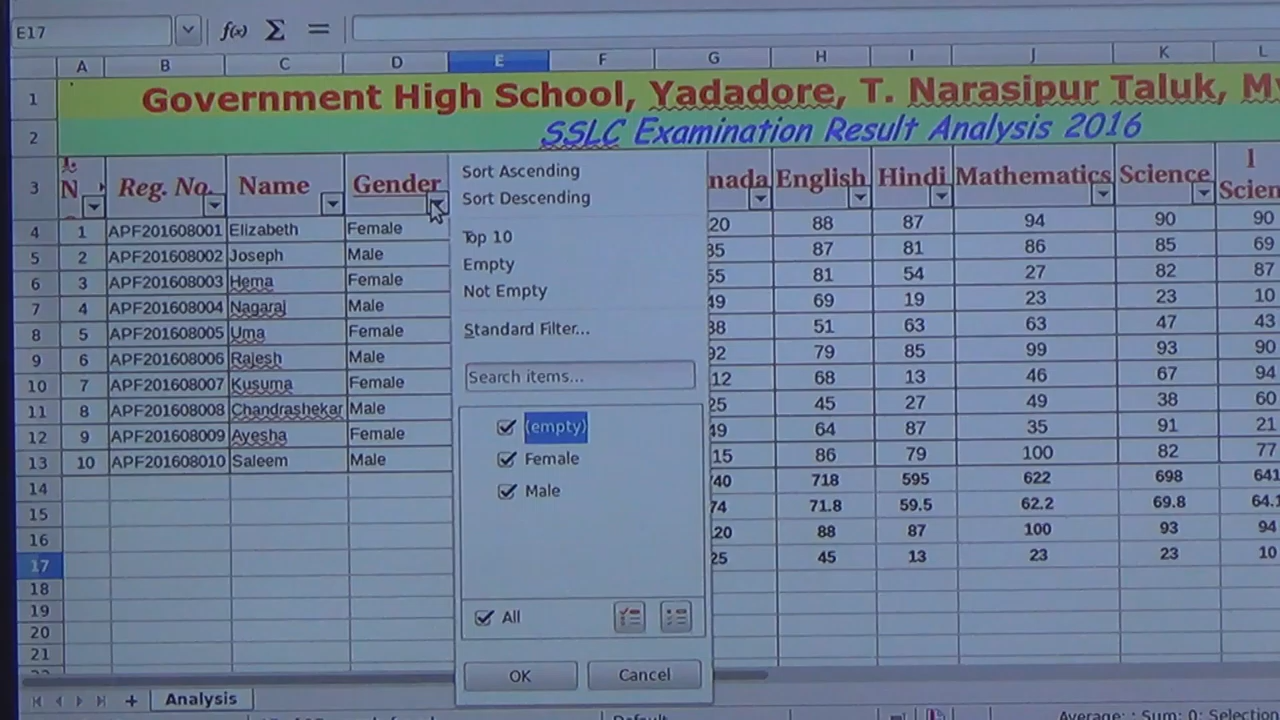 E17
f(x) Σ =
A B C D E F G H I J K L
1 Government High School, Yadadore, T. Narasipur Taluk, My
2 SSLC Examination Result Analysis 2016
3 Reg. No. Name Gender nada English Hindi Mathematics Science
4 1 APF201608001 Elizabeth Female 20 88 87 94 90 90
5 2 APF201608002 Joseph Male 35 87 81 86 85 69
6 3 APF201608003 Hema Female 55 81 54 27 82 87
7 4 APF201608004 Nagaraj Male 49 69 19 23 23 10
8 5 APF201608005 Uma Female 38 51 63 63 47 43
9 6 APF201608006 Rajesh Male 92 79 85 99 93 90
10 7 APF201608007 Kusuma Female 12 68 13 46 67 94
11 8 APF201608008 Chandrashekar Male 25 45 27 49 38 60
12 9 APF201608009 Ayesha Female 49 64 87 35 91 21
13 10 APF201608010 Saleem Male 15 86 79 100 82 77
14 40 718 595 622 698 641
15 74 71.8 59.5 62.2 69.8 64.1
16 20 88 87 100 93 94
17 25 45 13 23 23 10
18
19
20
21
Sort Ascending
Sort Descending
Top 10
Empty
Not Empty
Standard Filter...
Search items...
(empty)
Female
Male
All
OK Cancel
+ Analysis
Average: ; Sum: 0; Selection